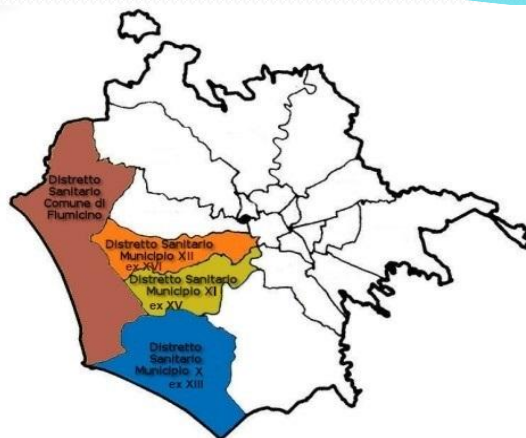 Distretto
Sanitario
Comune di
Fiumicino
Distretto Sanitario
Municipio XII
ex XVI
Distretto Sanitario
Municipio XI
ex XV
Distretto
Sanitario
Municipio X
ex XIII